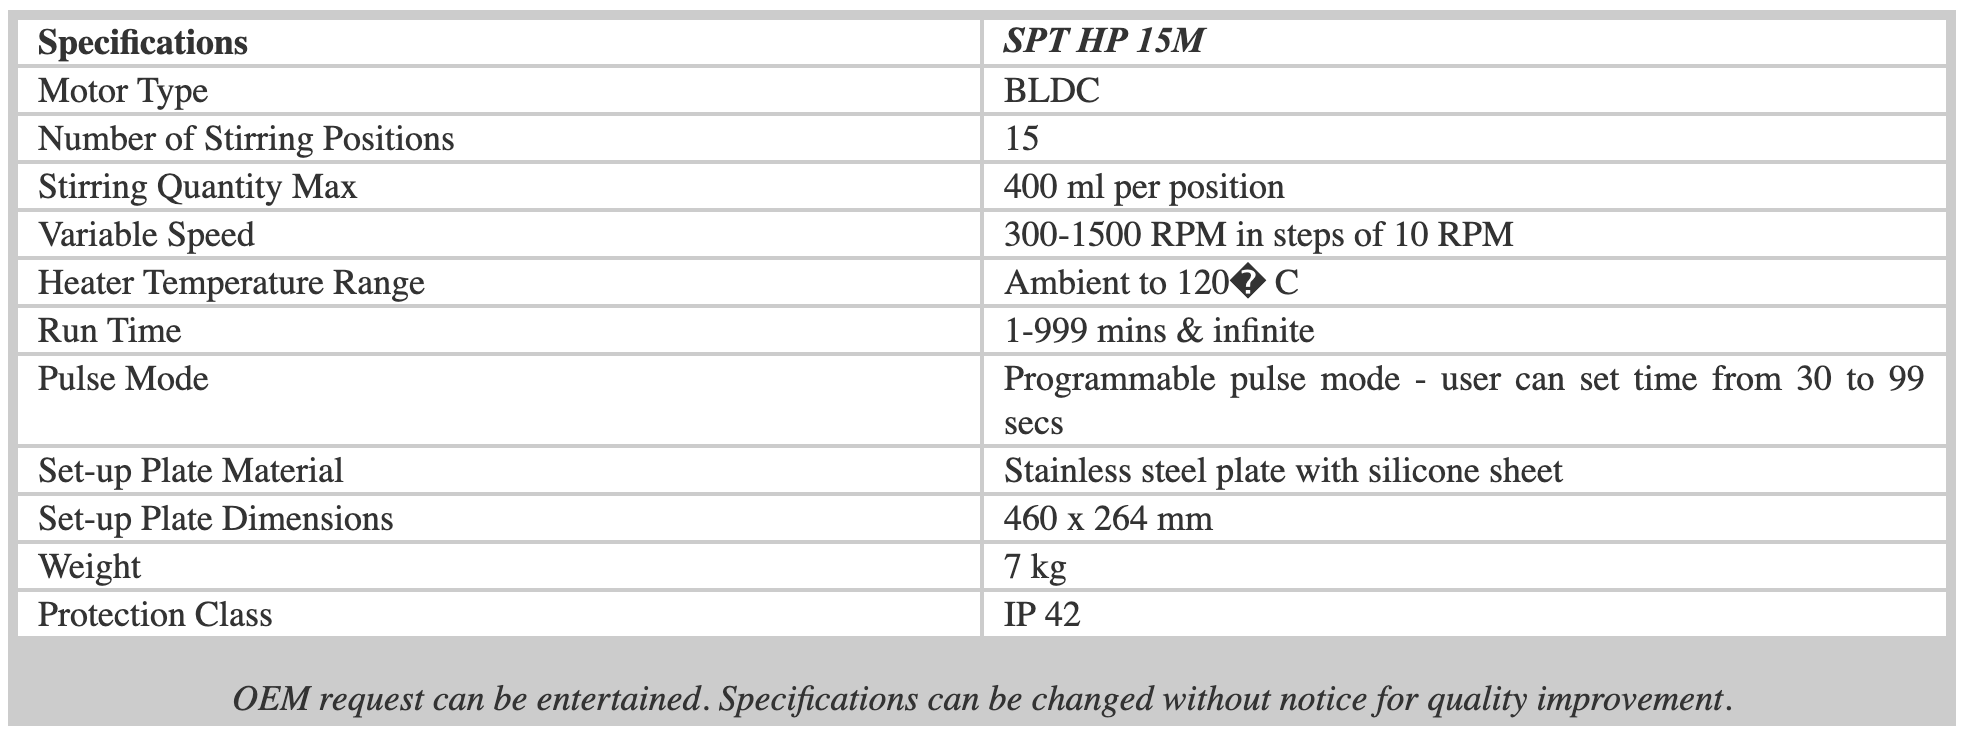 Specifications SPT HP 15M
Motor Type BLDC
Number of Stirring Positions 15
Stirring Quantity Max 400 ml per position
Variable Speed 300-1500 RPM in steps of 10 RPM
Heater Temperature Range Ambient to 120� C
Run Time 1-999 mins & infinite
Pulse Mode Programmable pulse mode - user can set time from 30 to 99
secs
Set-up Plate Material Stainless steel plate with silicone sheet
Set-up Plate Dimensions 460 x 264 mm
Weight 7 kg
Protection Class IP 42
OEM request can be entertained. Specifications can be changed without notice for quality improvement.